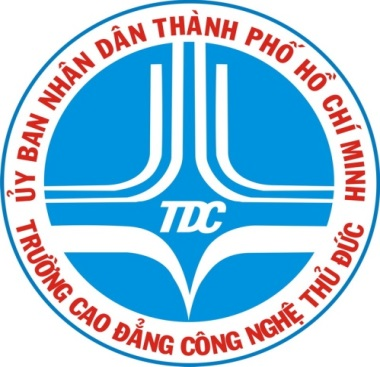 ỦY BAN NHÂN DÂN THÀNH PHỐ HỒ CHÍ MINH
TDC
TRƯỜNG CAO ĐẲNG CÔNG NGHỆ THỦ ĐỨC